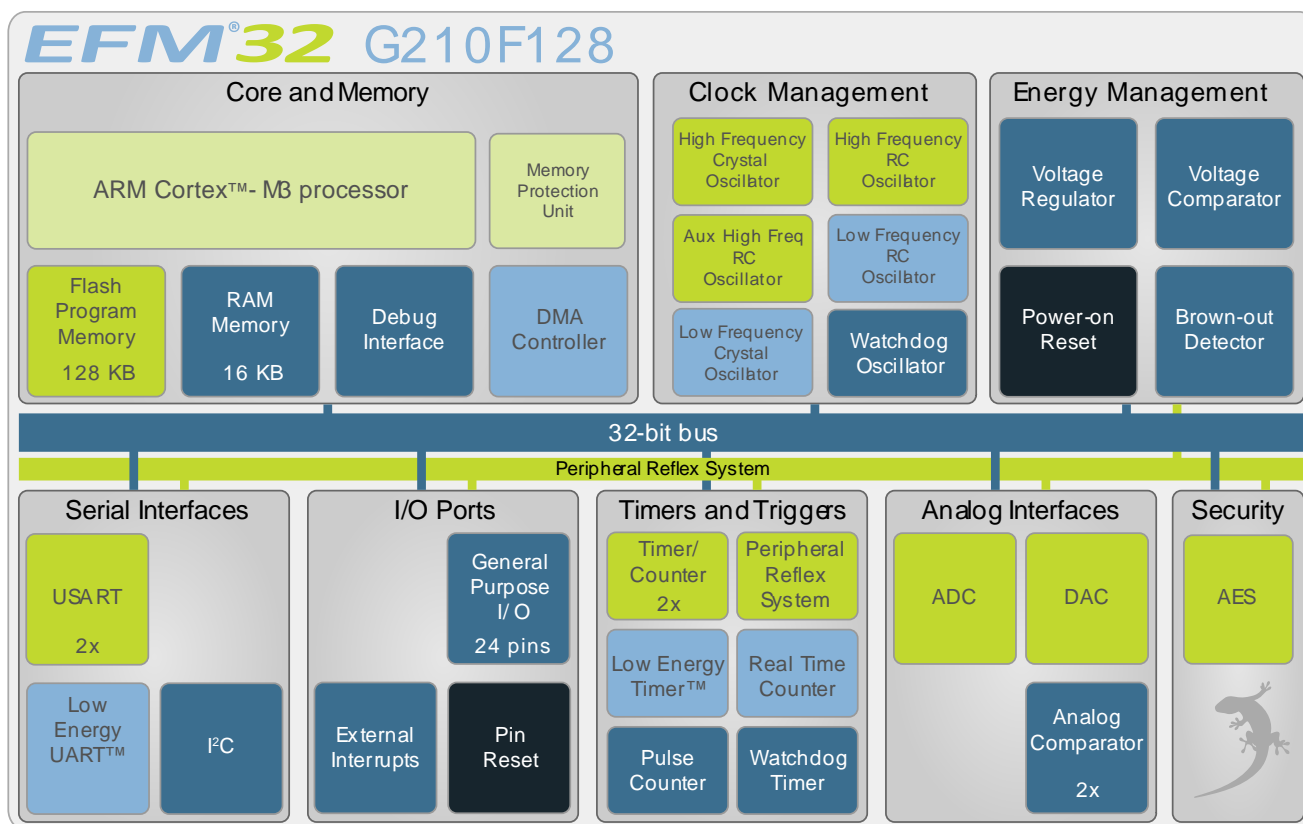 EFM®32 G210F128
Core and Memory
ARM Cortex™- M3 processor
Memory
Protection
Unit
Flash
Program
Memory
128 KB
RAM
Memory
16 KB
Debug
Interface
DMA
Controller
Clock Management
High Frequency
Crystal
Oscillator
High Frequency
RC
Oscillator
Aux High Freq
RC
Oscillator
Low Frequency
RC
Oscillator
Low Frequency
Crystal
Oscillator
Watchdog
Oscillator
Energy Management
Voltage
Regulator
Voltage
Comparator
Power-on
Reset
Brown-out
Detector
32-bit bus
Peripheral Reflex System
Serial Interfaces
USART
2x
Low
Energy
UART™
I²C
I/O Ports
General
Purpose
I/O
24 pins
External
Interrupts
Pin
Reset
Timers and Triggers
Timer/
Counter
2x
Peripheral
Reflex
System
Low Energy
Timer™
Real Time
Counter
Pulse
Counter
Watchdog
Timer
Analog Interfaces
ADC
DAC
Analog
Comparator
2x
Security
AES